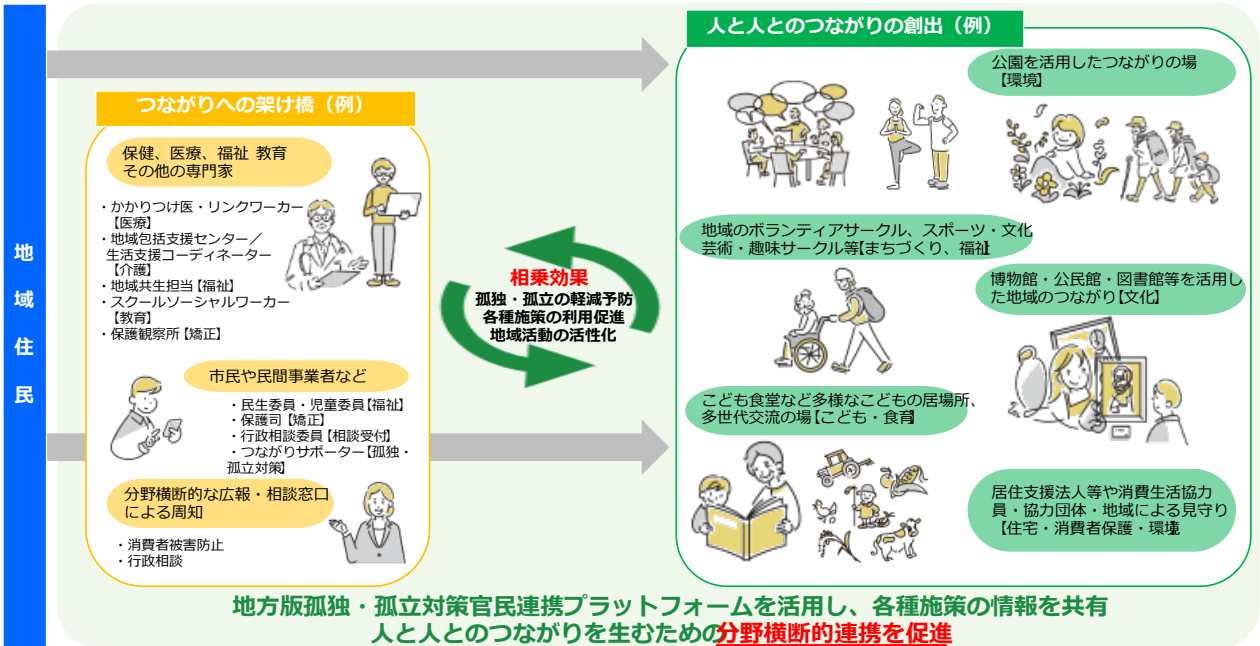 地域住民
つながりへの架け橋（例）
保健、医療、福祉 教育
その他の専門家
・かかりつけ医・リンクワーカー
【医療】
・地域包括支援センター／
生活支援コーディネーター
【介護】
・地域共生担当【福祉】
・スクールソーシャルワーカー
【教育】
・保護観察所【矯正】
市民や民間事業者など
・民生委員・児童委員【福祉】
・保護司【矯正】
・行政相談委員【相談受付】
・つながりサポーター【孤独・
孤立対策】
分野横断的な広報・相談窓口
による周知
・消費者被害防止
・行政相談
相乗効果
孤独・孤立の軽減予防
各種施策の利用促進
地域活動の活性化
人と人とのつながりの創出（例）
公園を活用したつながりの場
【環境】
地域のボランティアサークル、スポーツ・文化
芸術・趣味サークル等【まちづくり、福祉】
博物館・公民館・図書館等を活用し
た地域のつながり【文化】
こども食堂など多様なこどもの居場所、
多世代交流の場【こども・食育】
居住支援法人等や消費生活協力
員・協力団体・地域による見守り
【住宅・消費者保護・環境】
地方版孤独・孤立対策官民連携プラットフォームを活用し、各種施策の情報を共有
人と人とのつながりを生むための分野横断的連携を促進